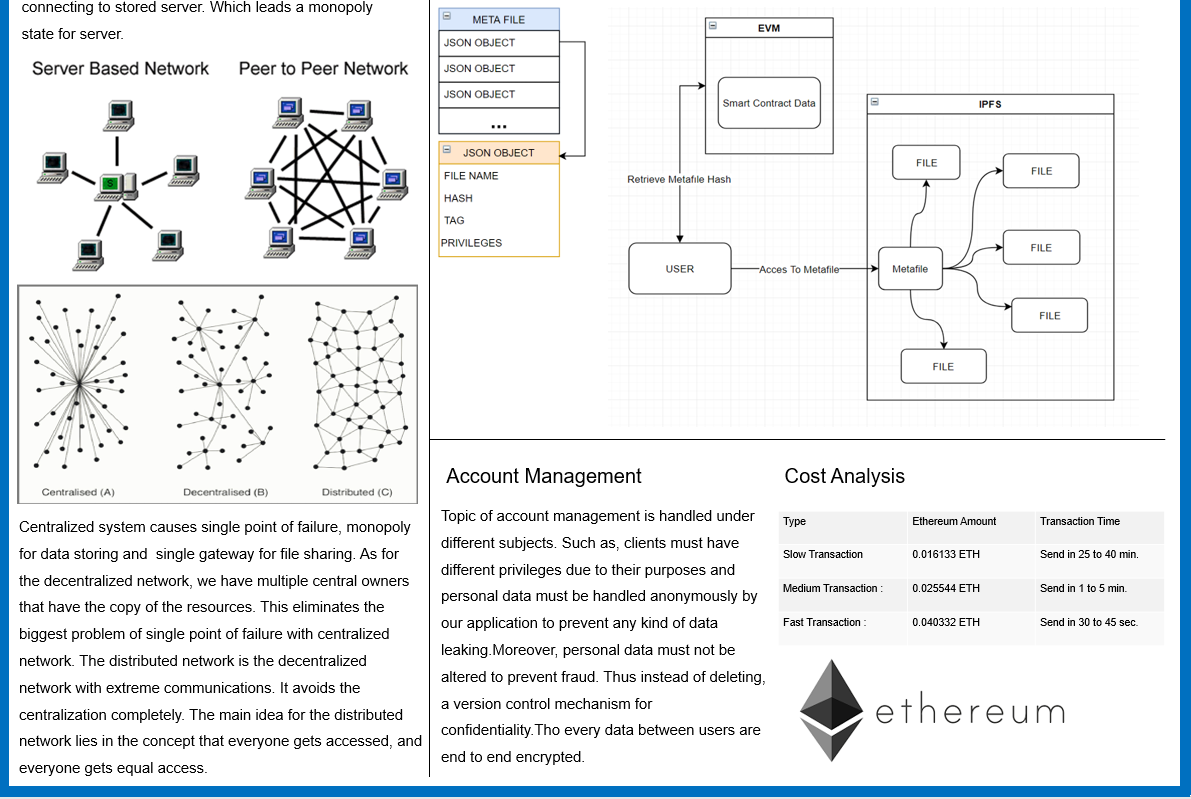 connecting to stored server. Which leads a monopoly
state for server.
Server Based Network
Peer to Peer Network
S
Centralised (A)
Decentralised (B)
Distributed (C)
Centralized system causes single point of failure, monopoly
for data storing and  single gateway for file sharing. As for
the decentralized network, we have multiple central owners
that have the copy of the resources. This eliminates the
biggest problem of single point of failure with centralized
network. The distributed network is the decentralized
network with extreme communications. It avoids the
centralization completely. The main idea for the distributed
network lies in the concept that everyone gets accessed, and
everyone gets equal access.
META FILE
JSON OBJECT
JSON OBJECT
JSON OBJECT
...
JSON OBJECT
FILE NAME
HASH
TAG
PRIVILEGES
EVM
Smart Contract Data
Retrieve Metafile Hash
USER
Acces To Metafile
IPFS
FILE
FILE
FILE
Metafile
FILE
FILE
Account Management
Topic of account management is handled under
different subjects. Such as, clients must have
different privileges due to their purposes and
personal data must be handled anonymously by
our application to prevent any kind of data
leaking.Moreover, personal data must not be
altered to prevent fraud. Thus instead of deleting,
a version control mechanism for
confidentiality.Tho every data between users are
end to end encrypted.
Cost Analysis
Type Ethereum Amount Transaction Time
Slow Transaction 0.016133 ETH Send in 25 to 40 min.
Medium Transaction : 0.025544 ETH Send in 1 to 5 min.
Fast Transaction : 0.040332 ETH Send in 30 to 45 sec.
ethereum